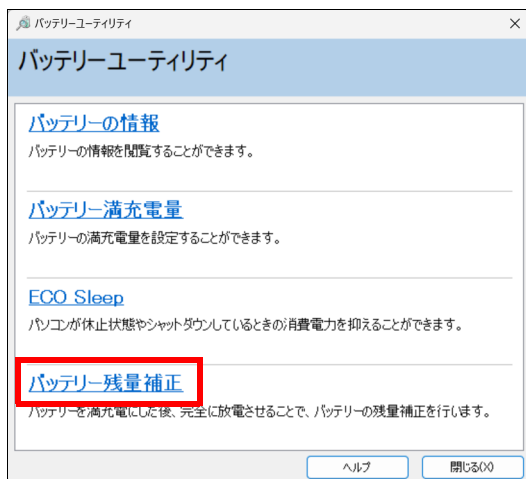 バッテリーユーティリティ
バッテリーユーティリティ
バッテリーの情報
バッテリーの情報を閲覧することができます。
バッテリー満充電量
バッテリーの満充電量を設定することができます。
ECO Sleep
パソコンが休止状態やシャットダウンしているときの消費電力を抑えることができます。
バッテリー残量補正
バッテリーを満充電にした後、完全に放電させることで、バッテリーの残量補正を行います。
ヘルプ
閉じる(X)